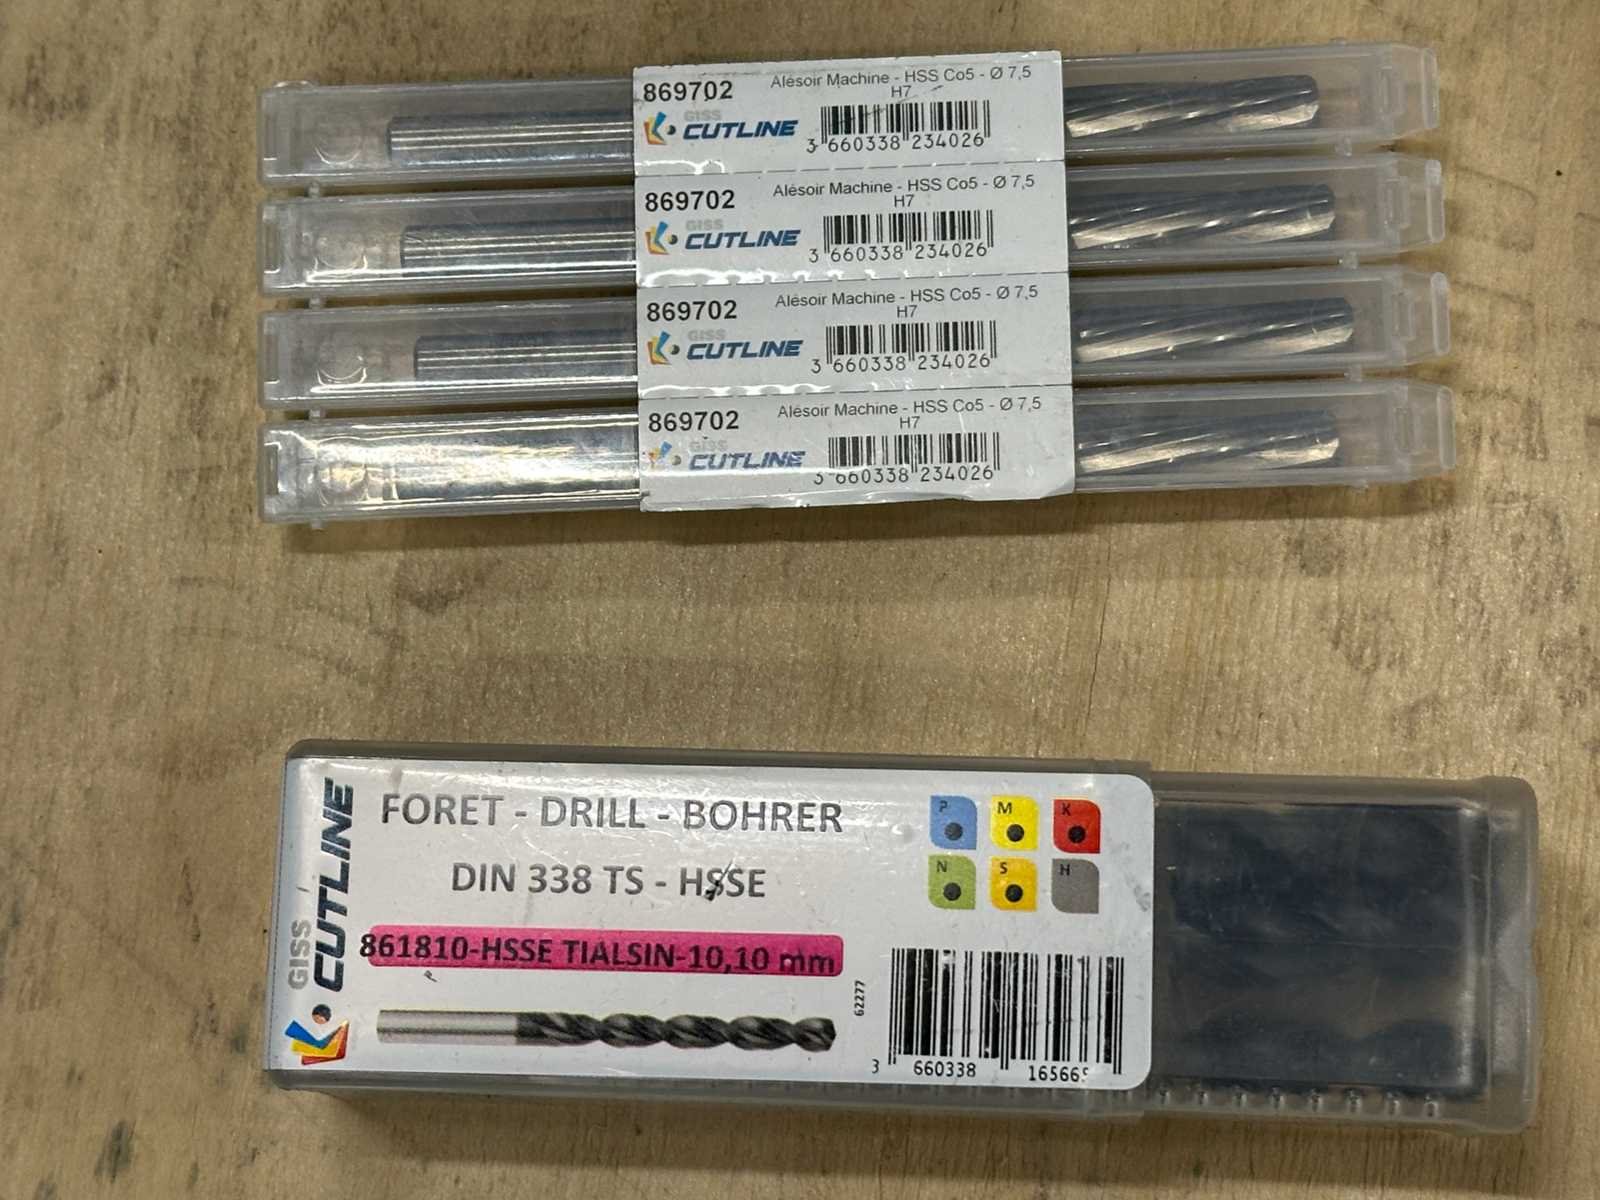 869702 Alésoir Machine - HSS Co5 - Ø 7,5
H7
GISS
CUTLINE
3 660338 234026
869702 Alésoir Machine - HSS Co5 - Ø 7,5
H7
GISS
CUTLINE
3 660338 234026
869702 Alésoir Machine - HSS Co5 - Ø 7,5
H7
GISS
CUTLINE
3 660338 234026
869702 Alésoir Machine - HSS Co5 - Ø 7,5
H7
GISS
CUTLINE
3 660338 234026
GISS
CUTLINE
FORET - DRILL - BOHRER
DIN 338 TS - HSSE
861810-HSSE TIALSIN-10,10 mm
P M K
N S H
62277
3 660338